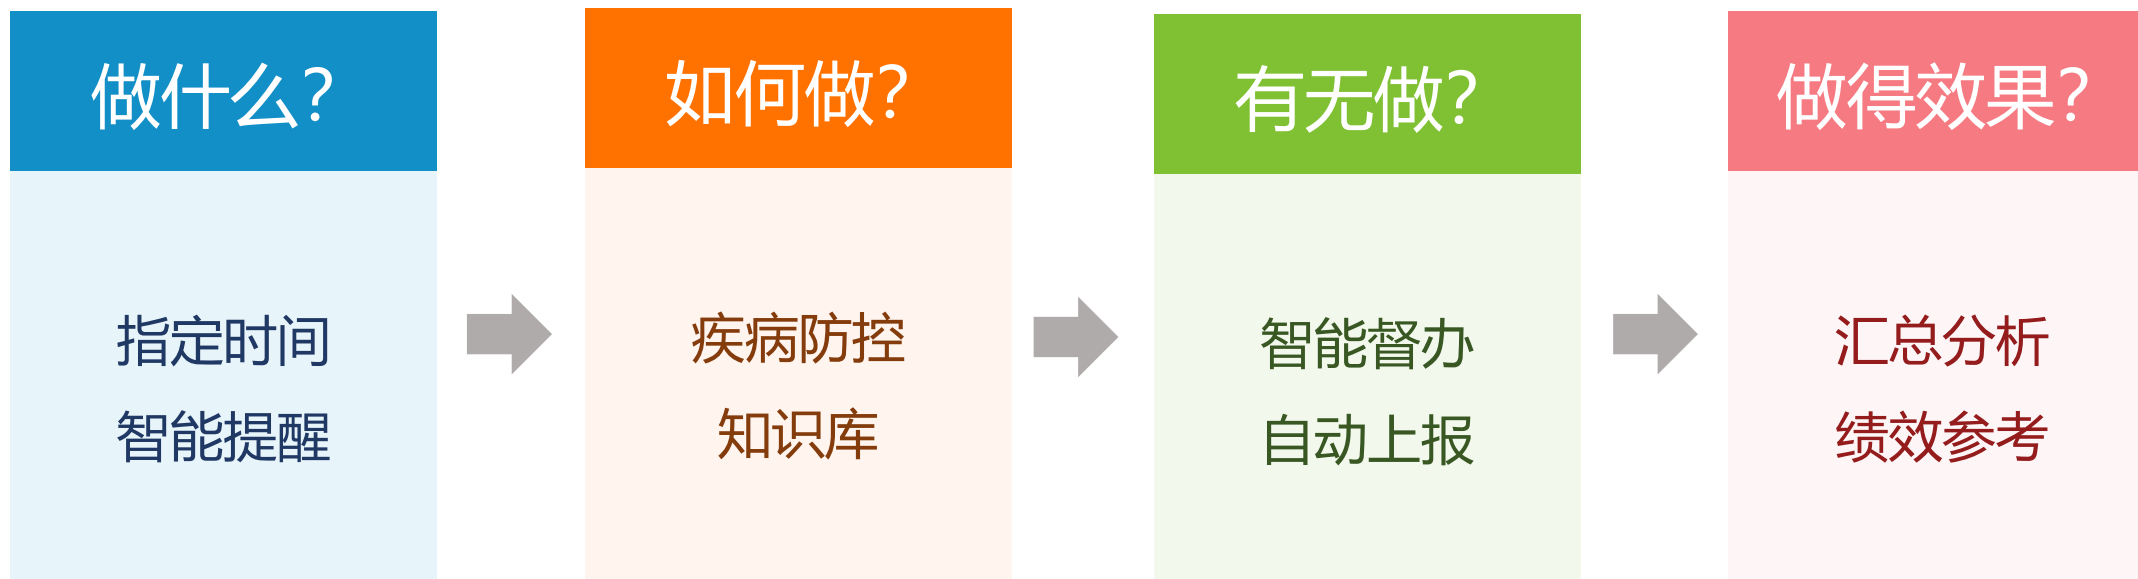 做什么？
指定时间
智能提醒
如何做？
疾病防控
知识库
有无做？
智能督办
自动上报
做得效果？
汇总分析
绩效参考